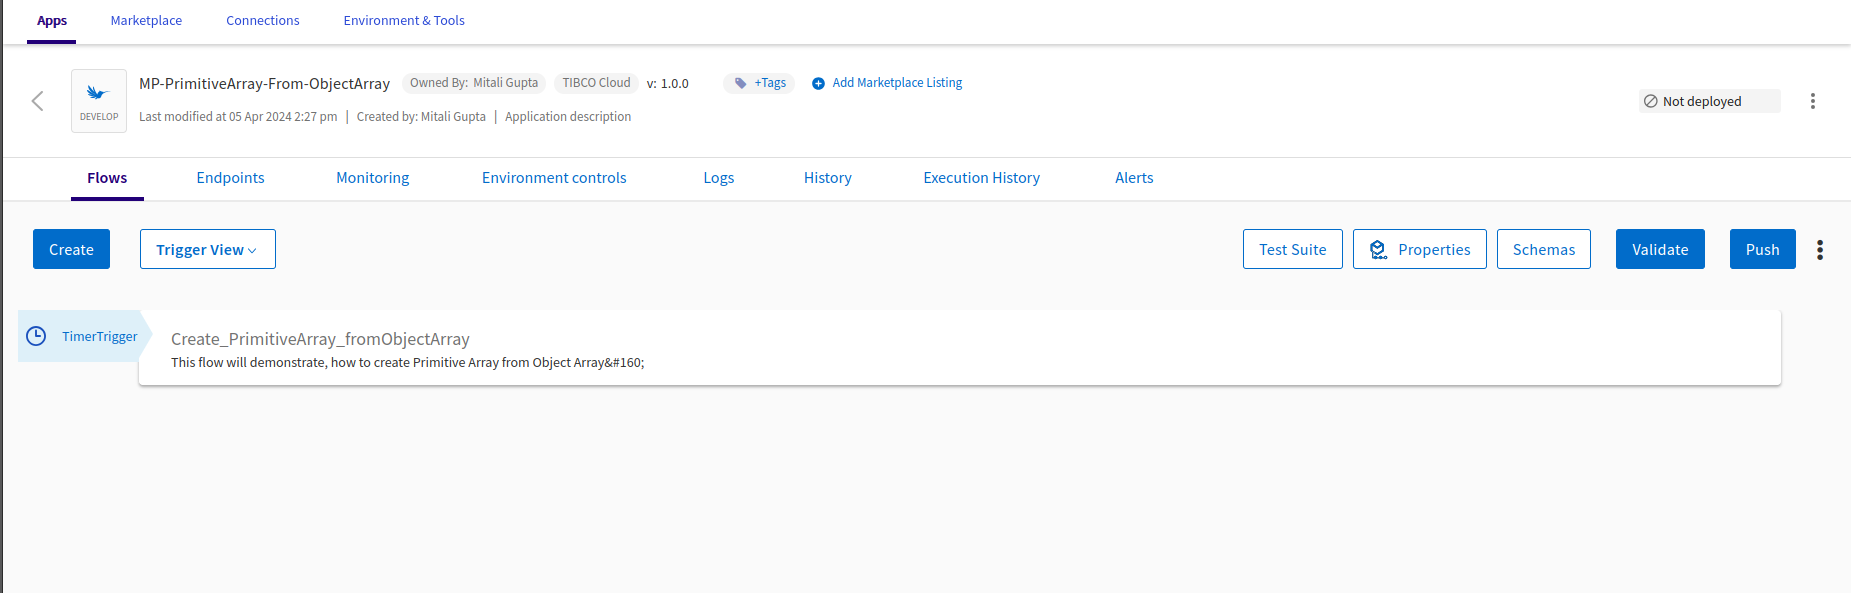 Apps Marketplace Connections Environment & Tools
MP-PrimitiveArray-From-ObjectArray Owned By: Mitali Gupta TIBCO Cloud v: 1.0.0 +Tags Add Marketplace Listing
DEVELOP
Last modified at 05 Apr 2024 2:27 pm | Created by: Mitali Gupta | Application description
Not deployed
Flows Endpoints Monitoring Environment controls Logs History Execution History Alerts
Create Trigger View Test Suite Properties Schemas Validate Push
TimerTrigger
Create_PrimitiveArray_fromObjectArray
This flow will demonstrate, how to create Primitive Array from Object Array&#160;